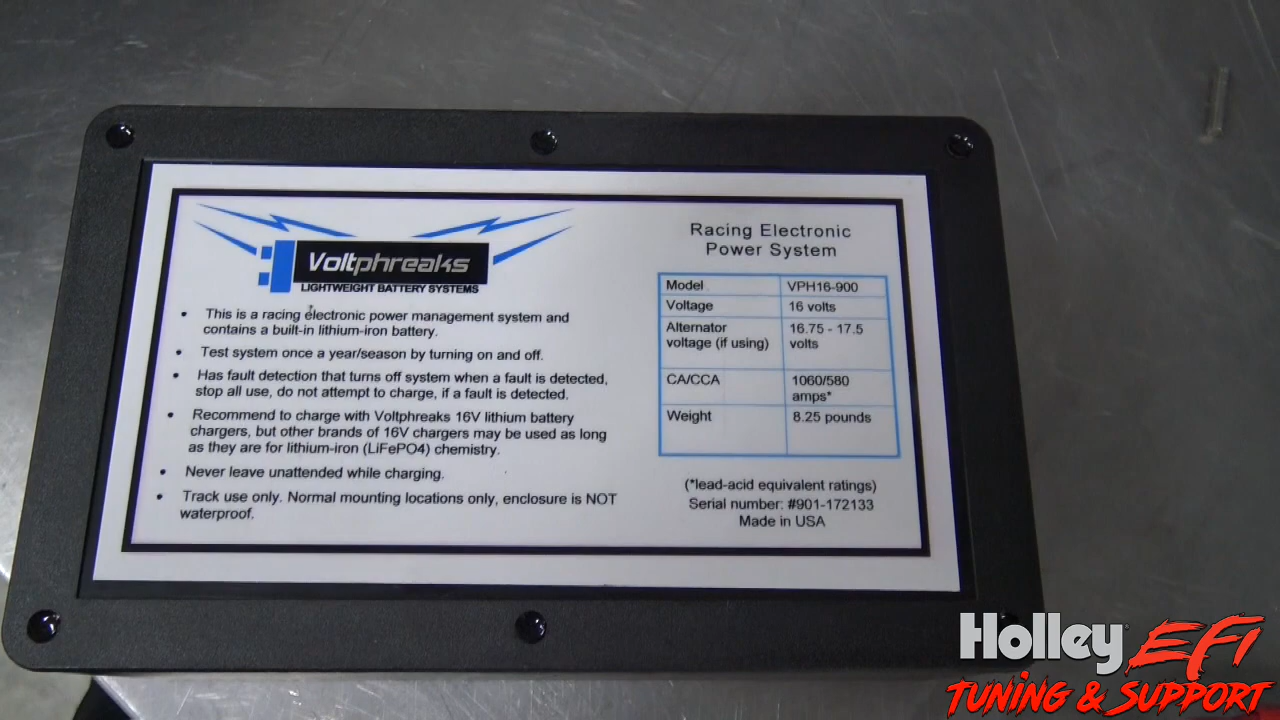 Voltphreaks
LIGHTWEIGHT BATTERY SYSTEMS
• This is a racing electronic power management system and
contains a built-in lithium-iron battery.
• Test system once a year/season by turning on and off.
• Has fault detection that turns off system when a fault is detected,
stop all use, do not attempt to charge, if a fault is detected.
• Recommend to charge with Voltphreaks 16V lithium battery
chargers, but other brands of 16V chargers may be used as long
as they are for lithium-iron (LiFePO4) chemistry.
• Never leave unattended while charging.
• Track use only. Normal mounting locations only, enclosure is NOT
waterproof.
Racing Electronic
Power System
Model VPH16-900
Voltage 16 volts
Alternator 16.75 - 17.5
voltage (if using) volts
CA/CCA 1060/580
amps*
Weight 8.25 pounds
(*lead-acid equivalent ratings)
Serial number: #901-172133
Made in USA
Holley EFI
TUNING & SUPPORT